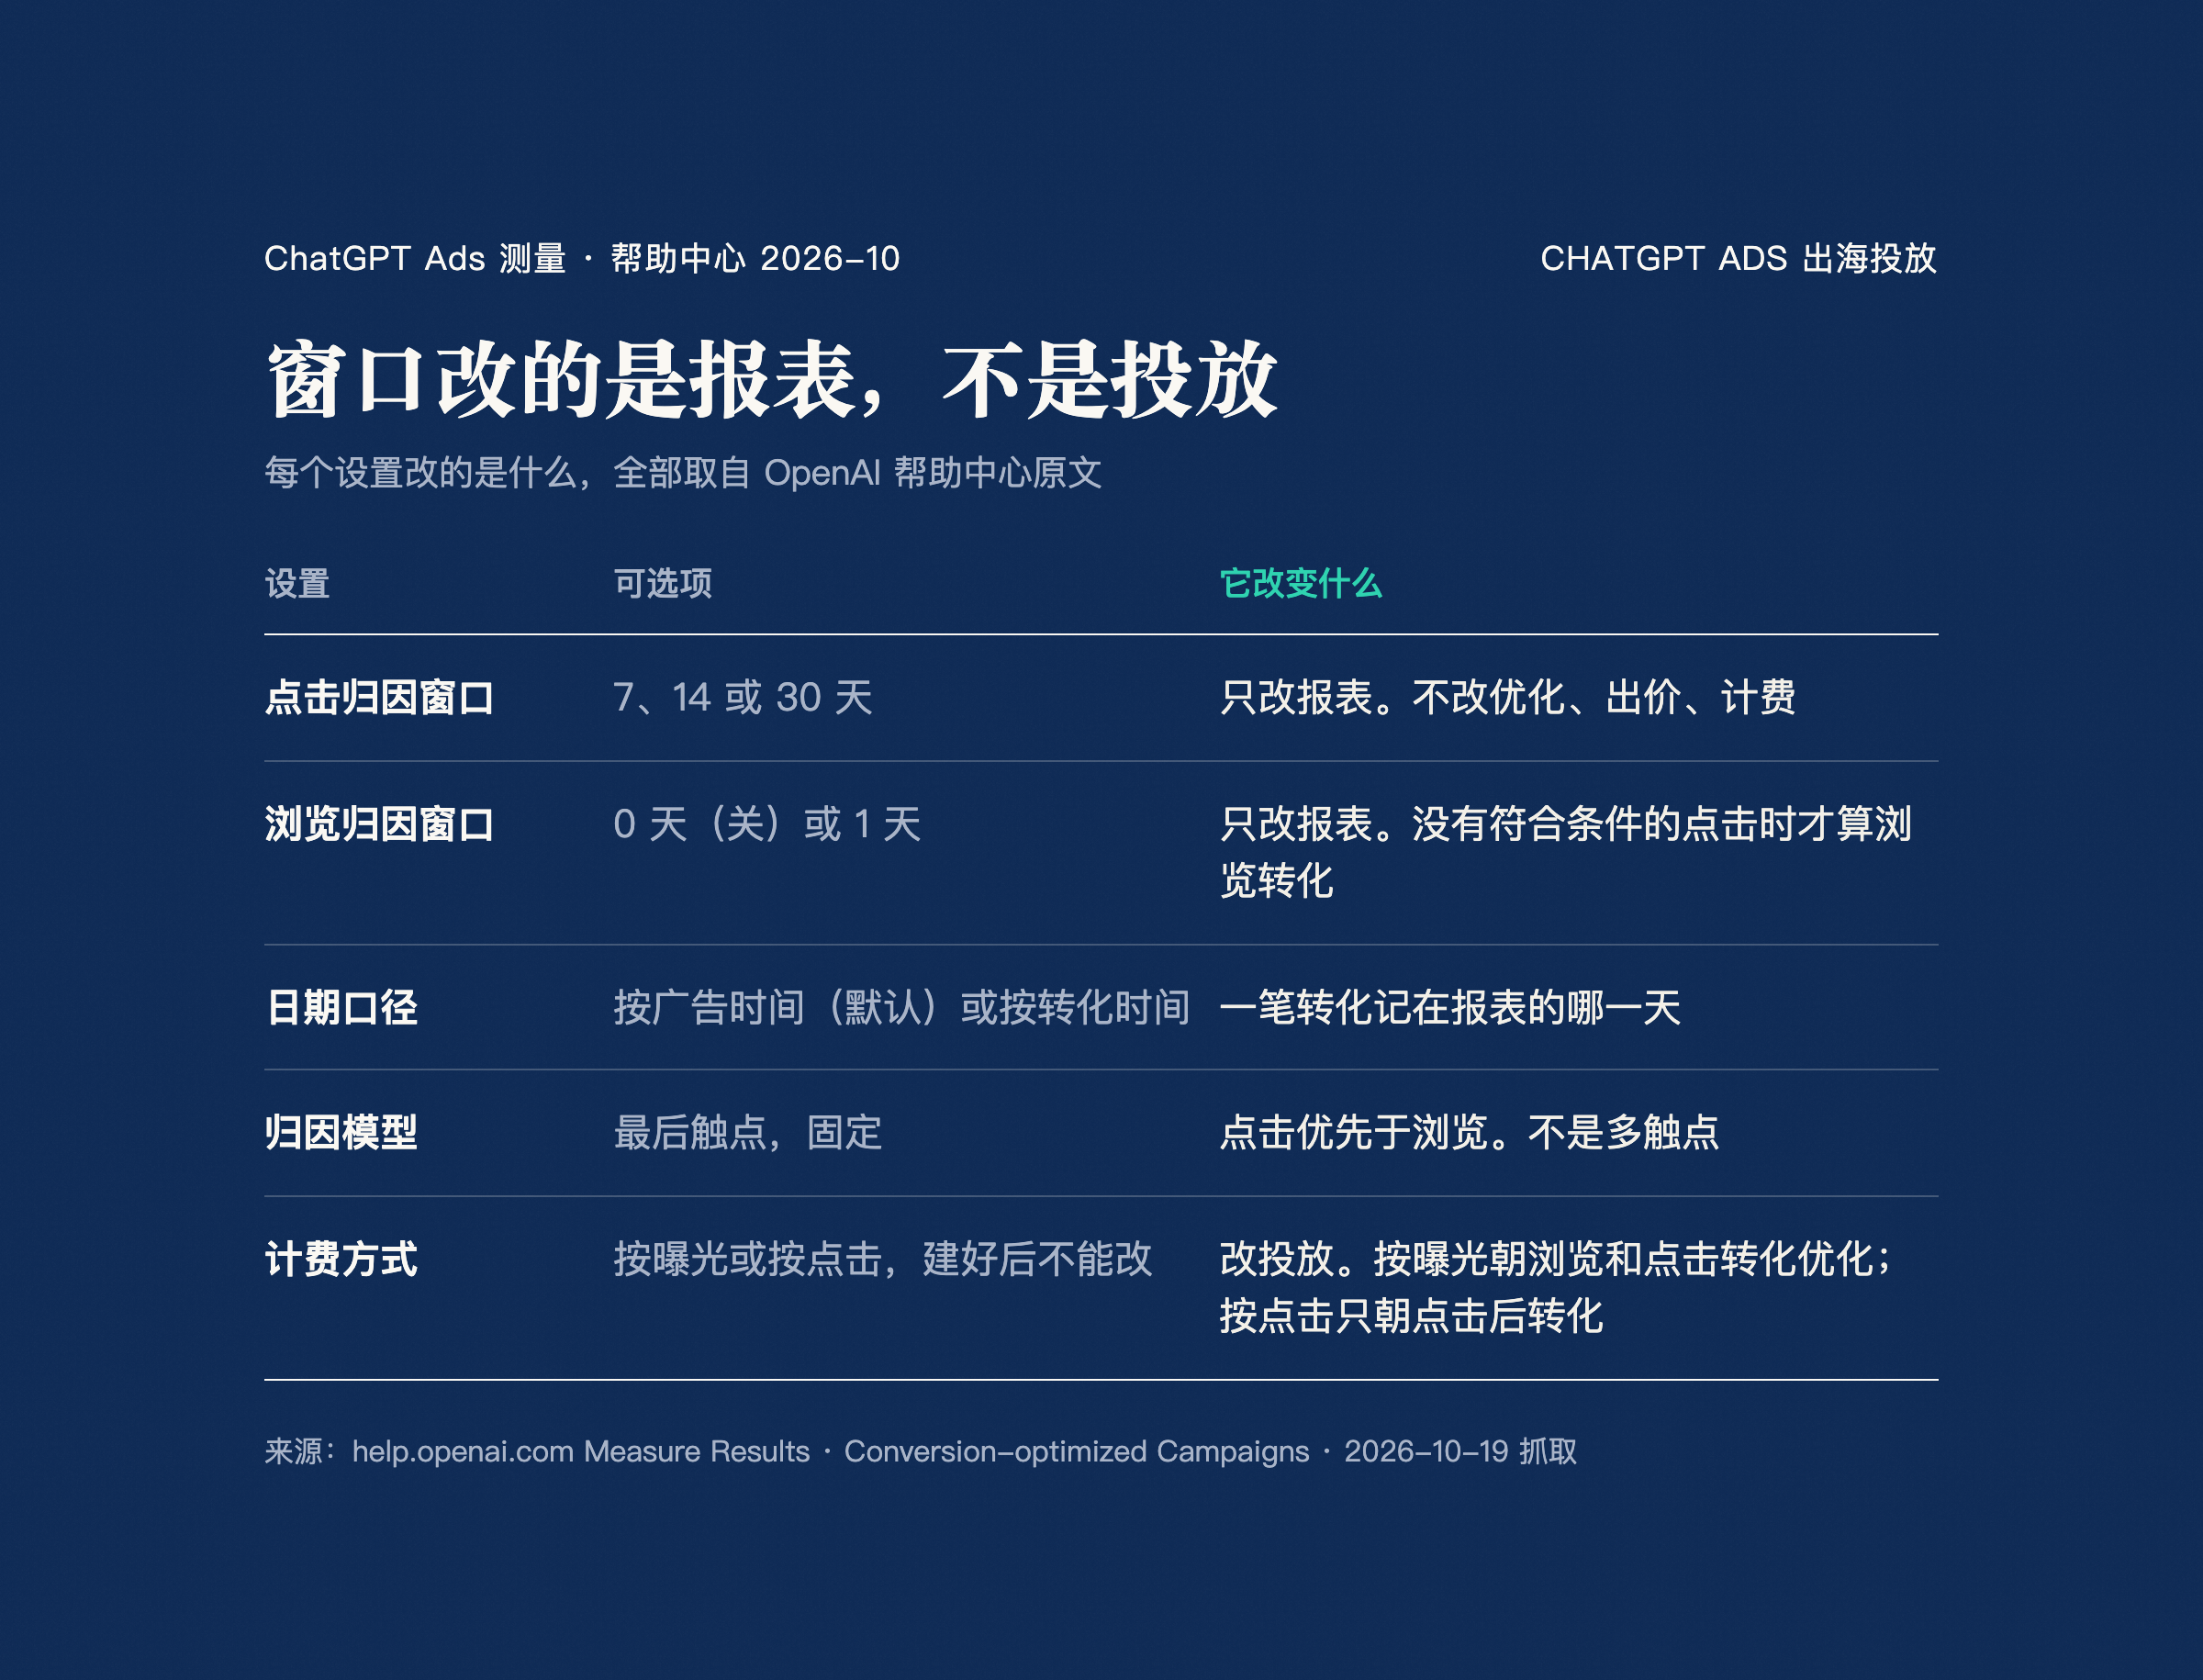 ChatGPT Ads 测量 · 帮助中心 2026-10
CHATGPT ADS 出海投放
窗口改的是报表，不是投放
每个设置改的是什么，全部取自 OpenAI 帮助中心原文
设置 可选项 它改变什么
点击归因窗口 7、14 或 30 天 只改报表。不改优化、出价、计费
浏览归因窗口 0 天（关）或 1 天 只改报表。没有符合条件的点击时才算浏
览转化
日期口径 按广告时间（默认）或按转化时间 一笔转化记在报表的哪一天
归因模型 最后触点，固定 点击优先于浏览。不是多触点
计费方式 按曝光或按点击，建好后不能改 改投放。按曝光朝浏览和点击转化优化；
按点击只朝点击后转化
来源：help.openai.com Measure Results · Conversion-optimized Campaigns · 2026-10-19 抓取